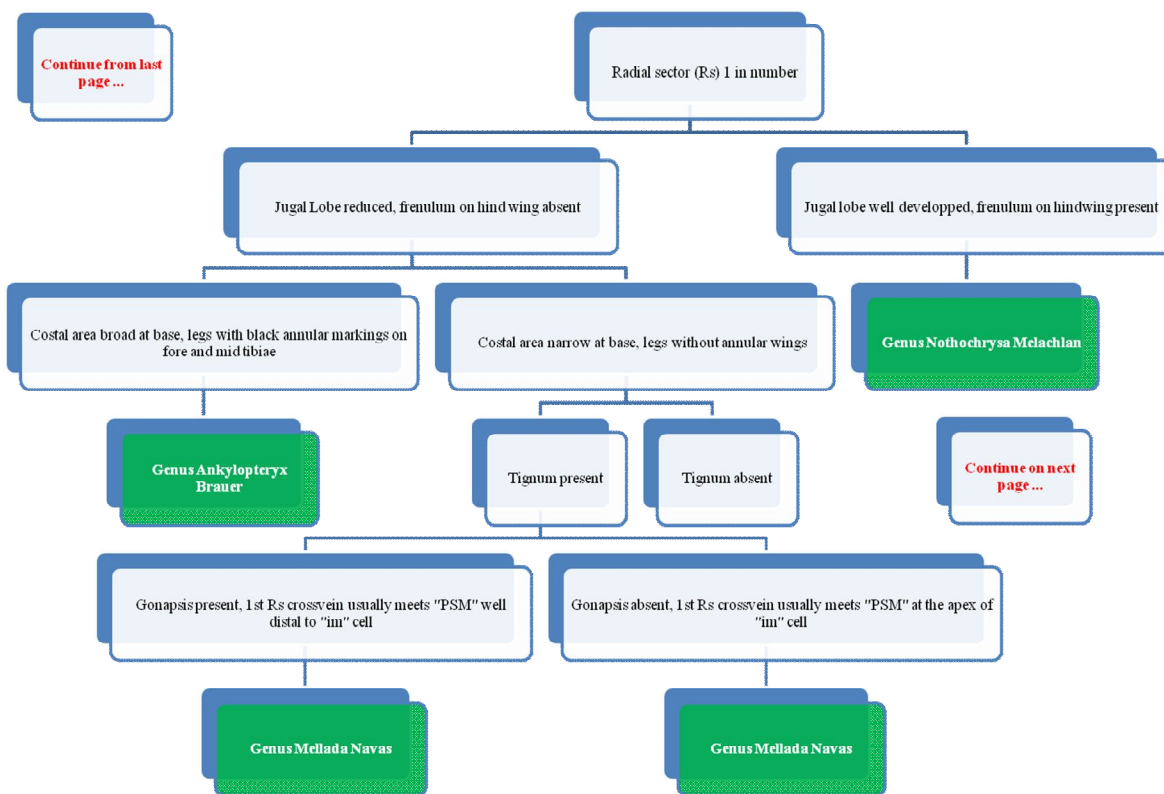 Continue from last
page ...
Radial sector (Rs) 1 in number
Jugal Lobe reduced, frenulum on hind wing absent
Jugal lobe well developped, frenulum on hindwing present
Costal area broad at base, legs with black annular markings on
fore and mid tibiae
Costal area narrow at base, legs without annular wings
Genus Nothochrysa Mclachlan
Genus Ankylopteryx
Brauer
Tignum present
Tignum absent
Continue on next
page ...
Gonapsis present, 1st Rs crossvein usually meets "PSM" well
distal to "im" cell
Gonapsis absent, 1st Rs crossvein usually meets "PSM" at the apex of
"im" cell
Genus Mellada Navas
Genus Mellada Navas